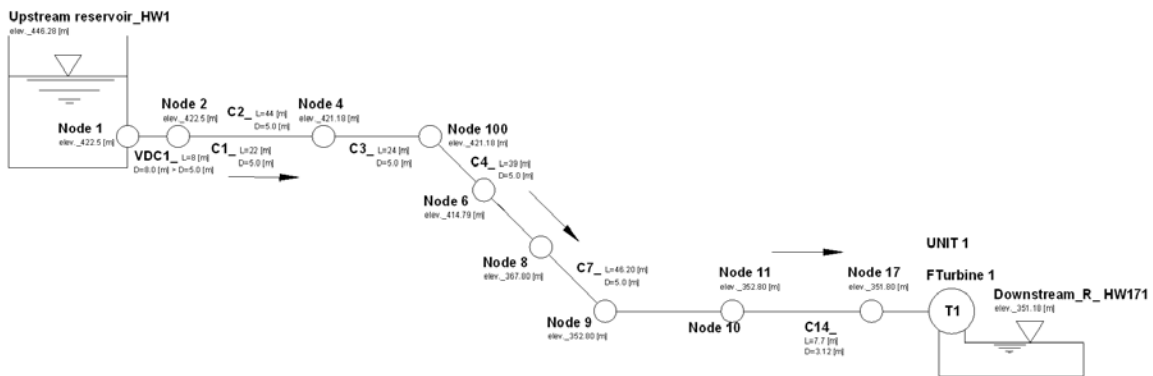 Upstream reservoir_HW1
elev._446.28 [m]
Node 1
elev._422.5 [m]
Node 2
elev._422.5 [m]
VDC1_ L=8 [m]
D=8.0 [m] - D=5.0 [m]
C2_ L=44 [m]
D=5.0 [m]
C1_ L=22 [m]
D=5.0 [m]
Node 4
elev._421.18 [m]
C3_ L=24 [m]
D=5.0 [m]
Node 100
elev._421.18 [m]
C4_ L=39 [m]
D=5.0 [m]
Node 6
elev._414.79 [m]
Node 8
elev._367.80 [m]
C7_ L=46.20 [m]
D=5.0 [m]
Node 9
elev._352.80 [m]
Node 11
elev._352.80 [m]
Node 10
Node 17
elev._351.80 [m]
C14_
L=7.7 [m]
D=3.12 [m]
UNIT 1
FTurbine 1
T1
Downstream_R_ HW171
elev._351.18 [m]